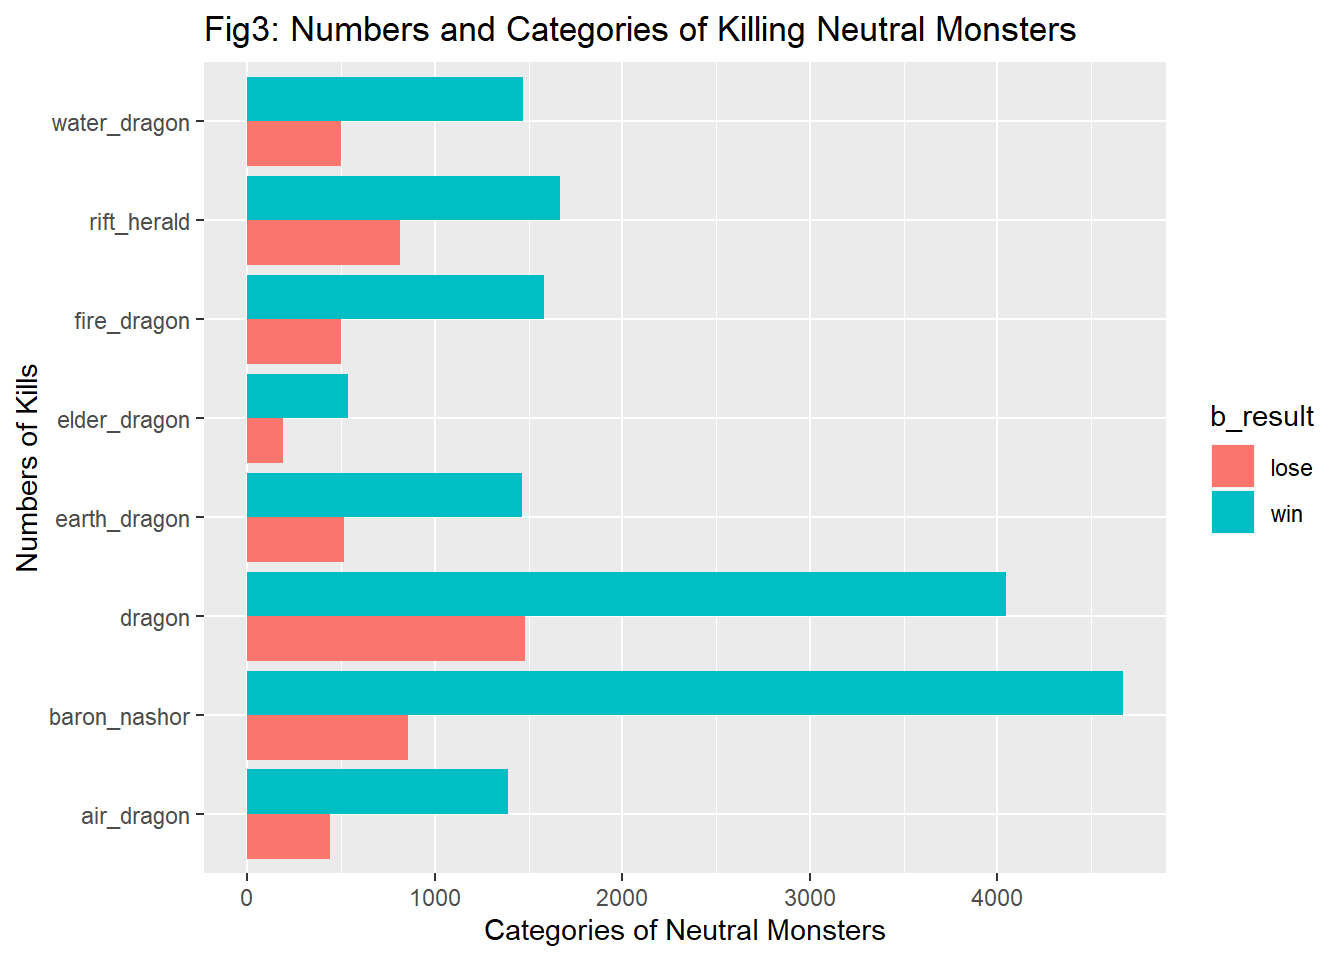 Fig3: Numbers and Categories of Killing Neutral Monsters
Numbers of Kills
water_dragon
rift_herald
fire_dragon
elder_dragon
earth_dragon
dragon
baron_nashor
air_dragon
0 1000 2000 3000 4000
Categories of Neutral Monsters
b_result
lose
win